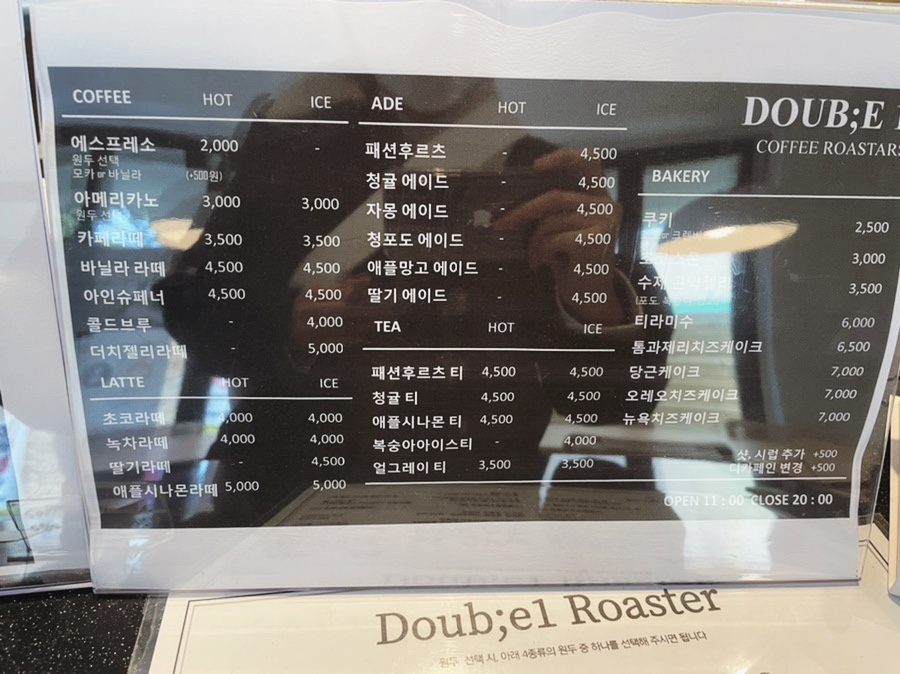 COFFEE HOT ICE
에스프레소 2,000 -
원두 선택
모카 or 바닐라 (+500원)
아메리카노 3,000 3,000
원두 선택
카페라떼 3,500 3,500
바닐라 라떼 4,500 4,500
아인슈페너 4,500 4,500
콜드브루 - 4,000
더치젤리라떼 - 5,000
LATTE HOT ICE
초코라떼 4,000 4,000
녹차라떼 4,000 4,000
딸기라떼 - 4,500
애플시나몬라떼 5,000 5,000
ADE HOT ICE
패션후르츠 - 4,500
청귤 에이드 - 4,500
자몽 에이드 - 4,500
청포도 에이드 - 4,500
애플망고 에이드 - 4,500
딸기 에이드 - 4,500
TEA HOT ICE
패션후르츠 티 4,500 4,500
청귤 티 4,500 4,500
애플시나몬 티 4,500 4,500
복숭아아이스티 - 4,000
얼그레이 티 3,500 3,500
DOUB;E 1
COFFEE ROASTARS
BAKERY
쿠키 2,500
3,000
수제 3,500
(포도
티라미수 6,000
톰과제리치즈케이크 6,500
당근케이크 7,000
오레오치즈케이크 7,000
뉴욕치즈케이크 7,000
샷, 시럽 추가 +500
디카페인 변경 +500
OPEN 11 : 00 CLOSE 20 : 00
Doub;e1 Roaster
원두 선택 시, 아래 4종류의 원두 중 하나를 선택해 주시면 됩니다